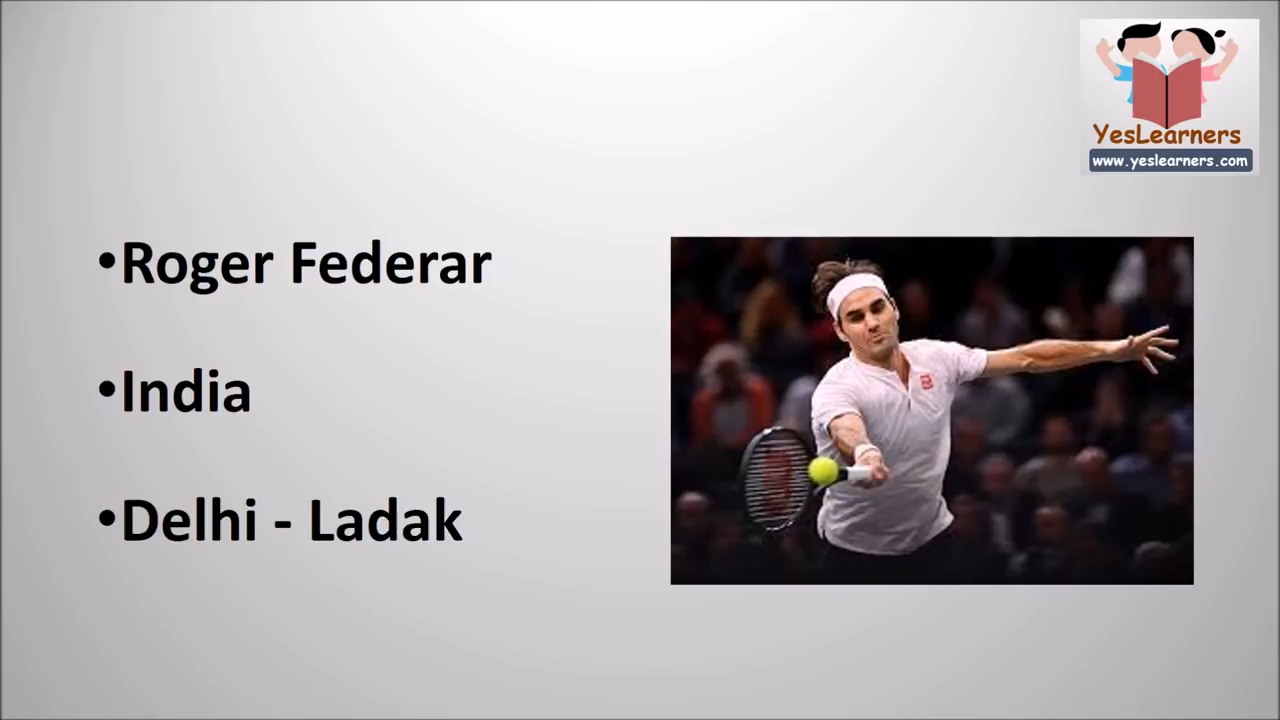 YesLearners
www.yeslearners.com
•Roger Federar
•India
•Delhi - Ladak